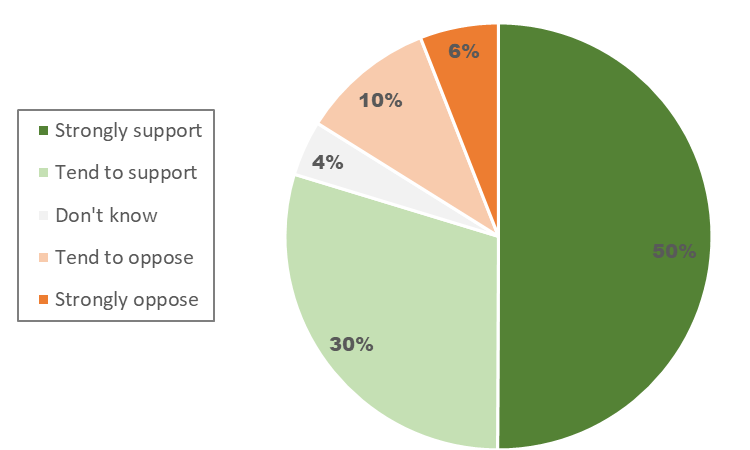 Strongly support
Tend to support
Don't know
Tend to oppose
Strongly oppose
6%
10%
4%
50%
30%